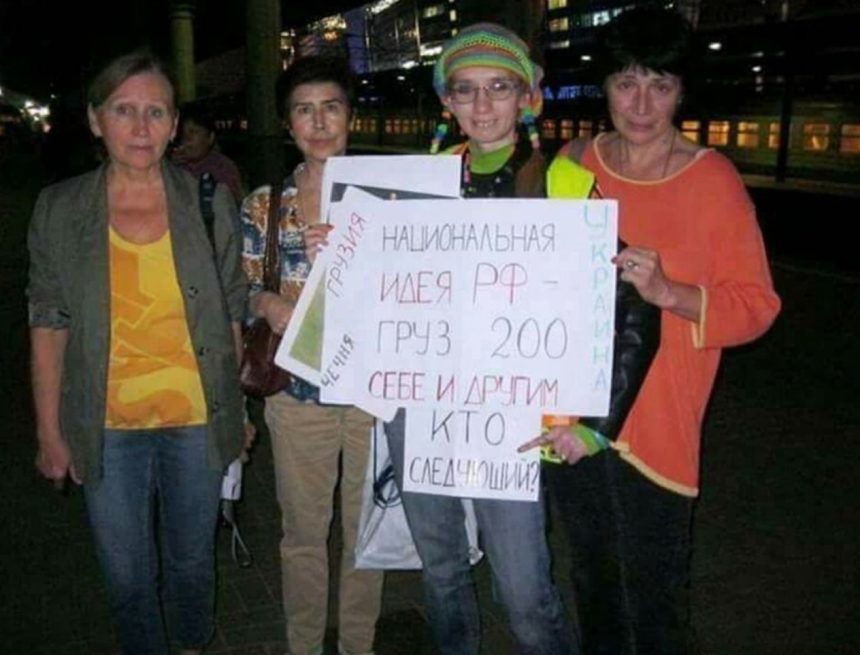 НАЦИОНАЛЬНАЯ
ИДЕЯ РФ –
ГРУЗ 200
СЕБЕ И ДРУГИМ
КТО
СЛЕДУЮЩИЙ?
ГРУЗИЯ
ЧЕЧНЯ
УКРАИНА